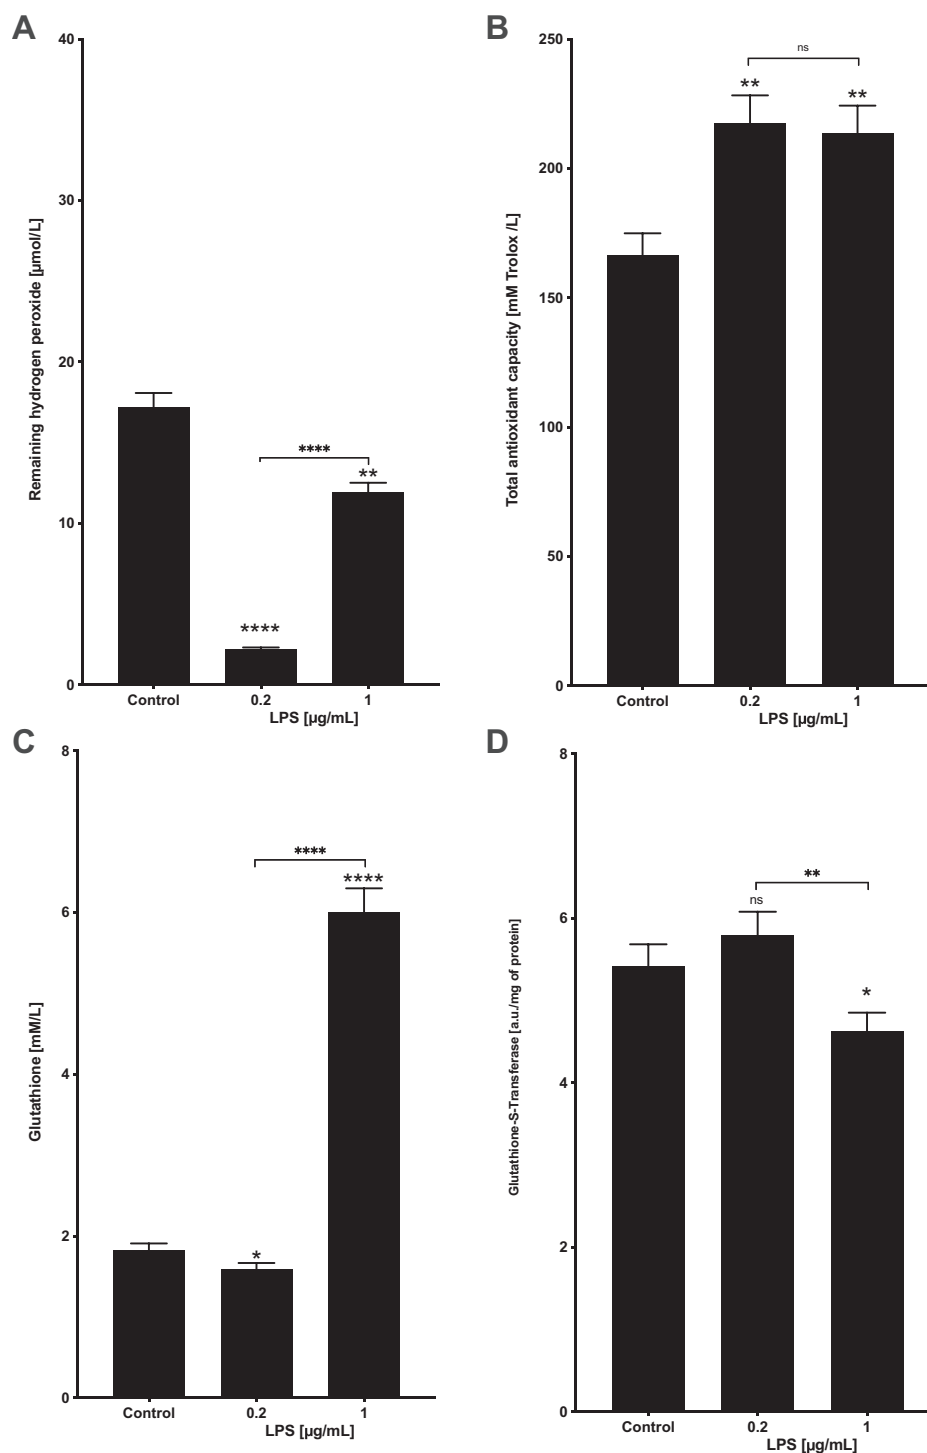 A
Remaining hydrogen peroxide [µmol/L]
40
30
20
10
0
****
****
**
Control
0.2
1
LPS [µg/mL]
B
Total antioxidant capacity [mM Trolox /L]
250
200
150
100
50
0
ns
**
**
Control
0.2
1
LPS [µg/mL]
C
Glutathione [mM/L]
8
6
4
2
0
****
****
*
Control
0.2
1
LPS [µg/mL]
D
Glutathione-S-Transferase [a.u./mg of protein]
8
6
4
2
0
**
ns
*
Control
0.2
1
LPS [µg/mL]